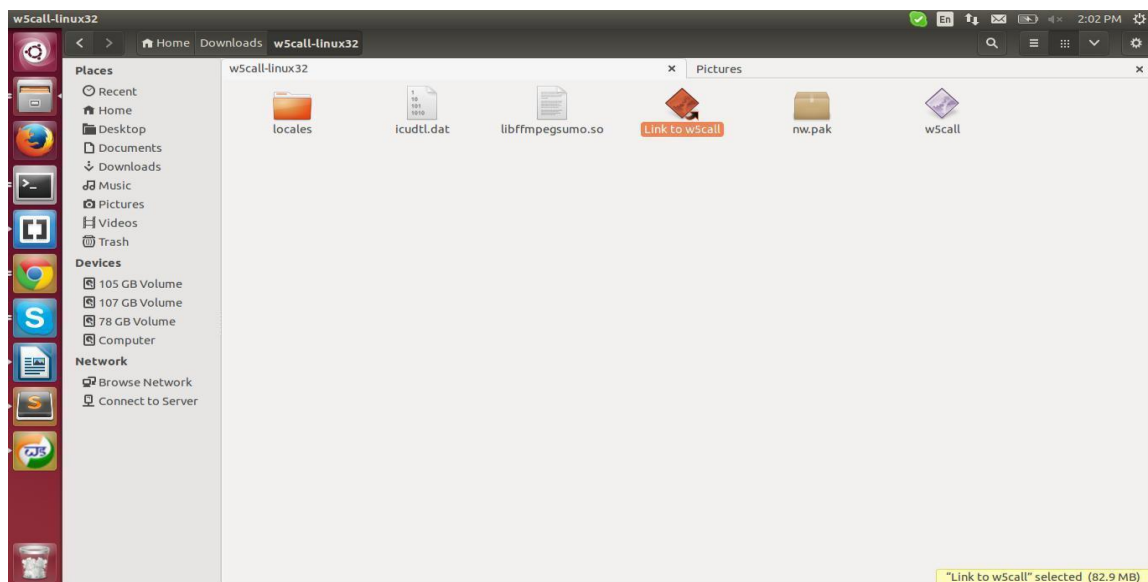 w5call-linux32
En
2:02 PM
Home Downloads w5call-linux32
Places
Recent
Home
Desktop
Documents
Downloads
Music
Pictures
Videos
Trash
Devices
105 GB Volume
107 GB Volume
78 GB Volume
Computer
Network
Browse Network
Connect to Server
w5call-linux32
Pictures
locales
icudtl.dat
libffmpegsumo.so
Link to w5call
nw.pak
w5call
"Link to w5call" selected (82.9 MB)